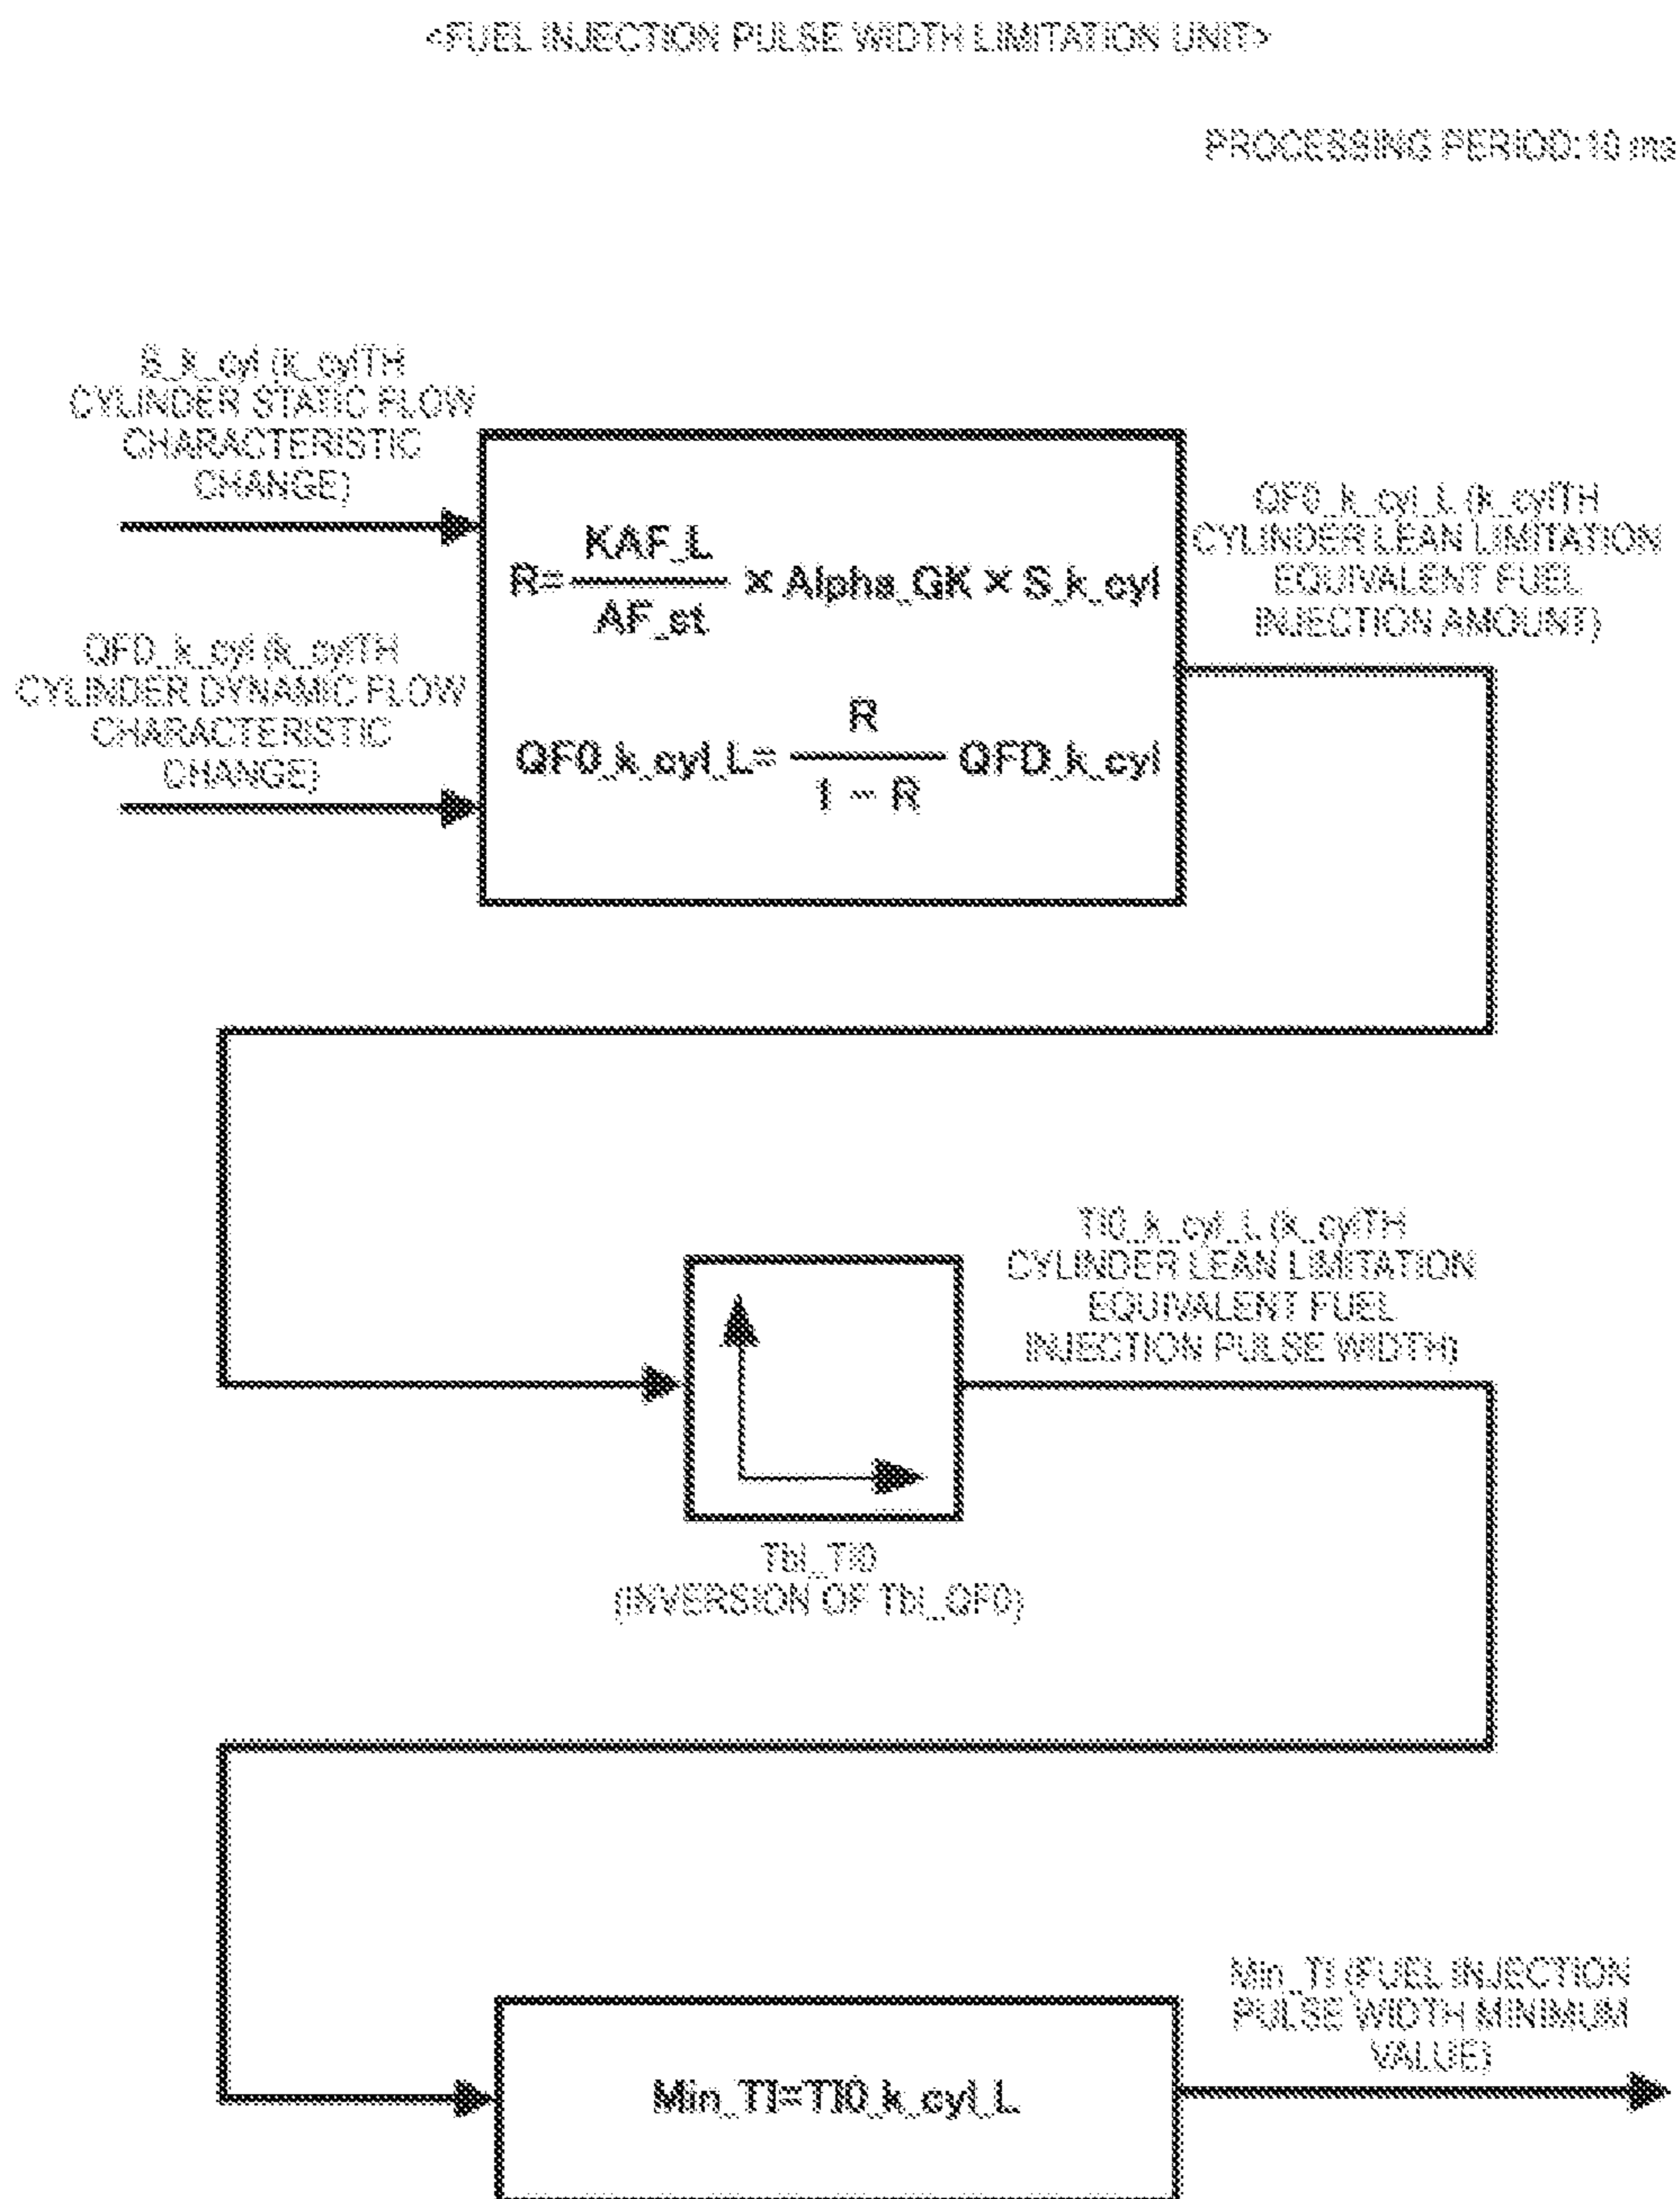 <FUEL INJECTION PULSE WIDTH LIMITATION UNIT>
PROCESSING PERIOD:10 ms
S_k_cyl (k_cylTH
CYLINDER STATIC FLOW
CHARACTERISTIC
CHANGE)
QFD_k_cyl (k_cylTH
CYLINDER DYNAMIC FLOW
CHARACTERISTIC
CHANGE)
R= KAF_L / AF_st × Alpha_GK × S_k_cyl
QF0_k_cyl_L= R / 1 − R QFD_k_cyl
QF0_k_cyl_L (k_cylTH
CYLINDER LEAN LIMITATION
EQUIVALENT FUEL
INJECTION AMOUNT)
TI0_k_cyl_L (k_cylTH
CYLINDER LEAN LIMITATION
EQUIVALENT FUEL
INJECTION PULSE WIDTH)
Tbl_TI0
(INVERSION OF Tbl_QF0)
Min_TI=TI0_k_cyl_L
Min_TI (FUEL INJECTION
PULSE WIDTH MINIMUM
VALUE)